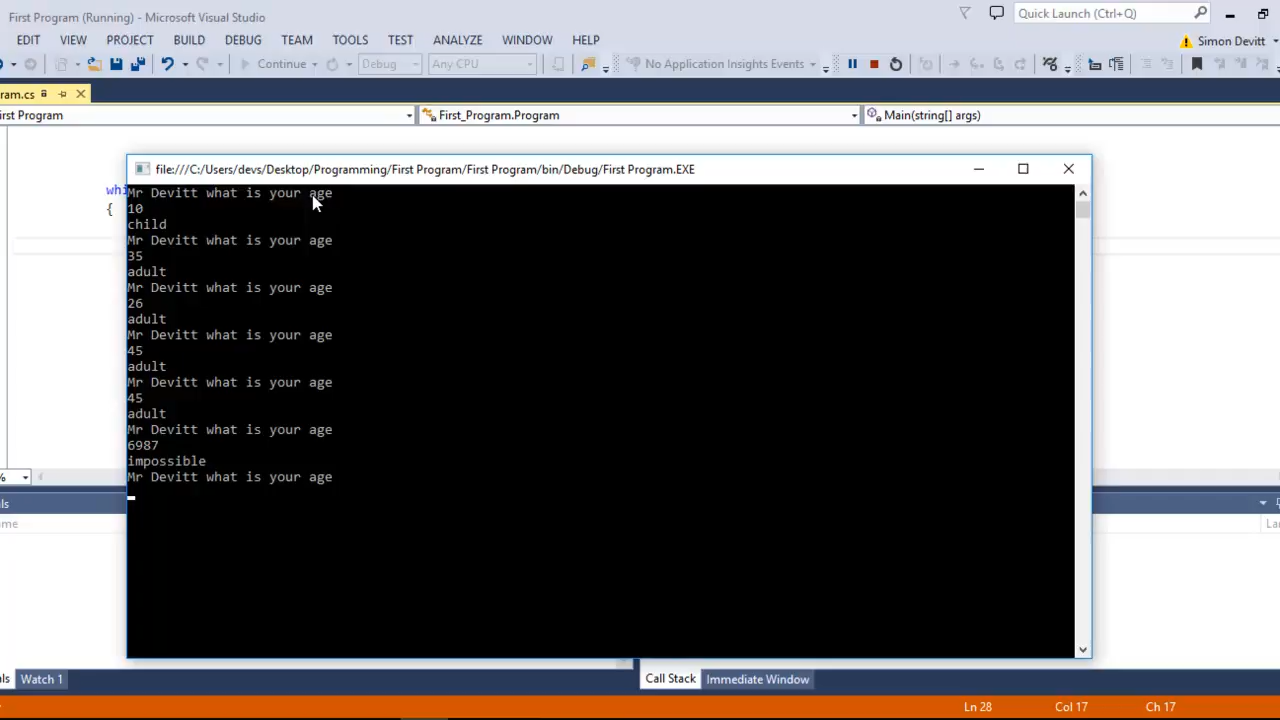 First Program (Running) - Microsoft Visual Studio
Quick Launch (Ctrl+Q)
EDIT VIEW PROJECT BUILD DEBUG TEAM TOOLS TEST ANALYZE WINDOW HELP
Simon Devitt
Continue Debug Any CPU No Application Insights Events
ram.cs
irst Program First_Program.Program Main(string[] args)
file:///C:/Users/devs/Desktop/Programming/First Program/First Program/bin/Debug/First Program.EXE
whi
{
Mr Devitt what is your age
10
child
Mr Devitt what is your age
35
adult
Mr Devitt what is your age
26
adult
Mr Devitt what is your age
45
adult
Mr Devitt what is your age
45
adult
Mr Devitt what is your age
6987
impossible
Mr Devitt what is your age
%
als
ame
La
als Watch 1
Call Stack Immediate Window
Ln 28 Col 17 Ch 17